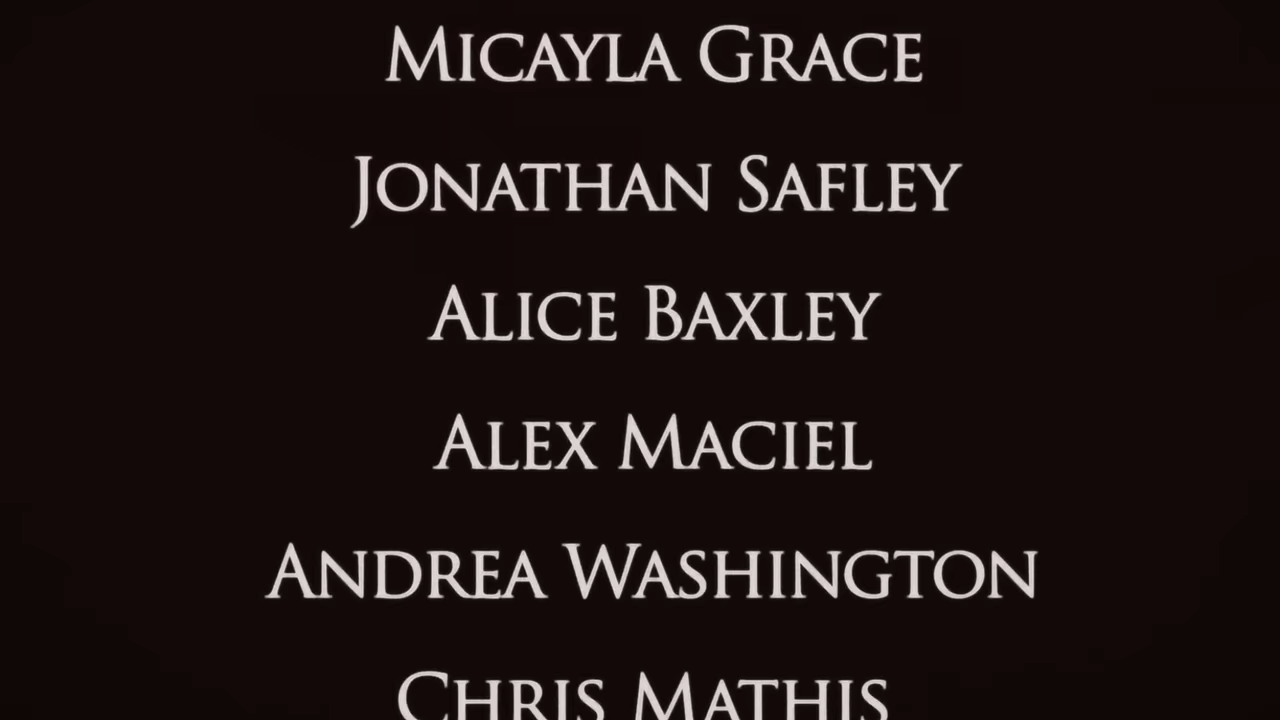 Micayla Grace
Jonathan Safley
Alice Baxley
Alex Maciel
Andrea Washington
Chris Mathis